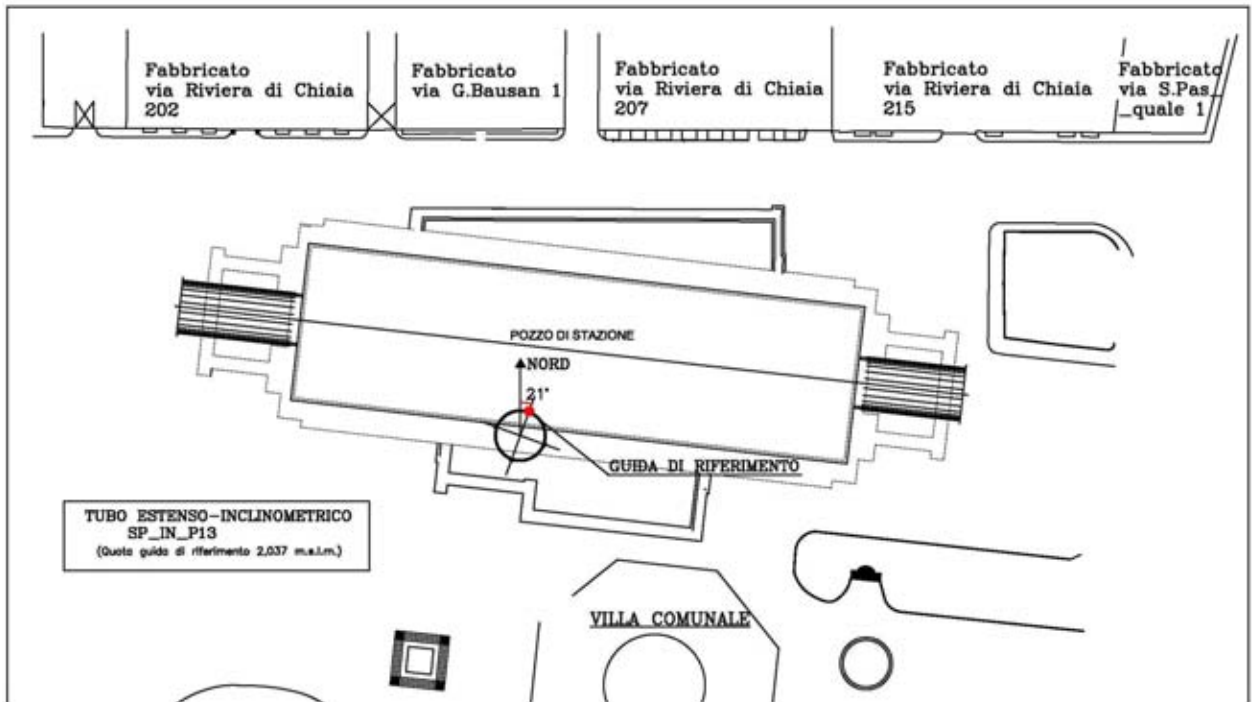 Fabbricato
via Riviera di Chiaia
202
Fabbricato
via G.Bausan 1
Fabbricato
via Riviera di Chiaia
207
Fabbricato
via Riviera di Chiaia
215
Fabbricato
via S.Pas_
_quale 1
POZZO DI STAZIONE
NORD
21°
GUIDA DI RIFERIMENTO
TUBO ESTENSO-INCLINOMETRICO
SP_IN_P13
(Quota guida di riferimento 2,037 m.s.l.m.)
VILLA COMUNALE